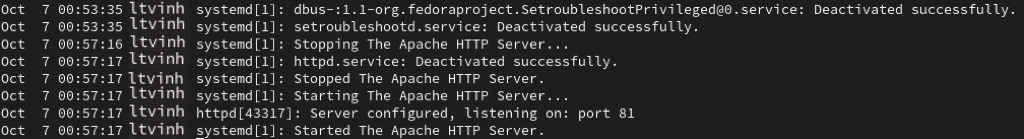 Oct  7 00:53:35 ltvinh systemd[1]: dbus-:1.1-org.fedoraproject.SetroubleshootPrivileged@0.service: Deactivated successfully.
Oct  7 00:53:35 ltvinh systemd[1]: setroubleshootd.service: Deactivated successfully.
Oct  7 00:57:16 ltvinh systemd[1]: Stopping The Apache HTTP Server...
Oct  7 00:57:17 ltvinh systemd[1]: httpd.service: Deactivated successfully.
Oct  7 00:57:17 ltvinh systemd[1]: Stopped The Apache HTTP Server.
Oct  7 00:57:17 ltvinh systemd[1]: Starting The Apache HTTP Server...
Oct  7 00:57:17 ltvinh httpd[43317]: Server configured, listening on: port 81
Oct  7 00:57:17 ltvinh systemd[1]: Started The Apache HTTP Server.